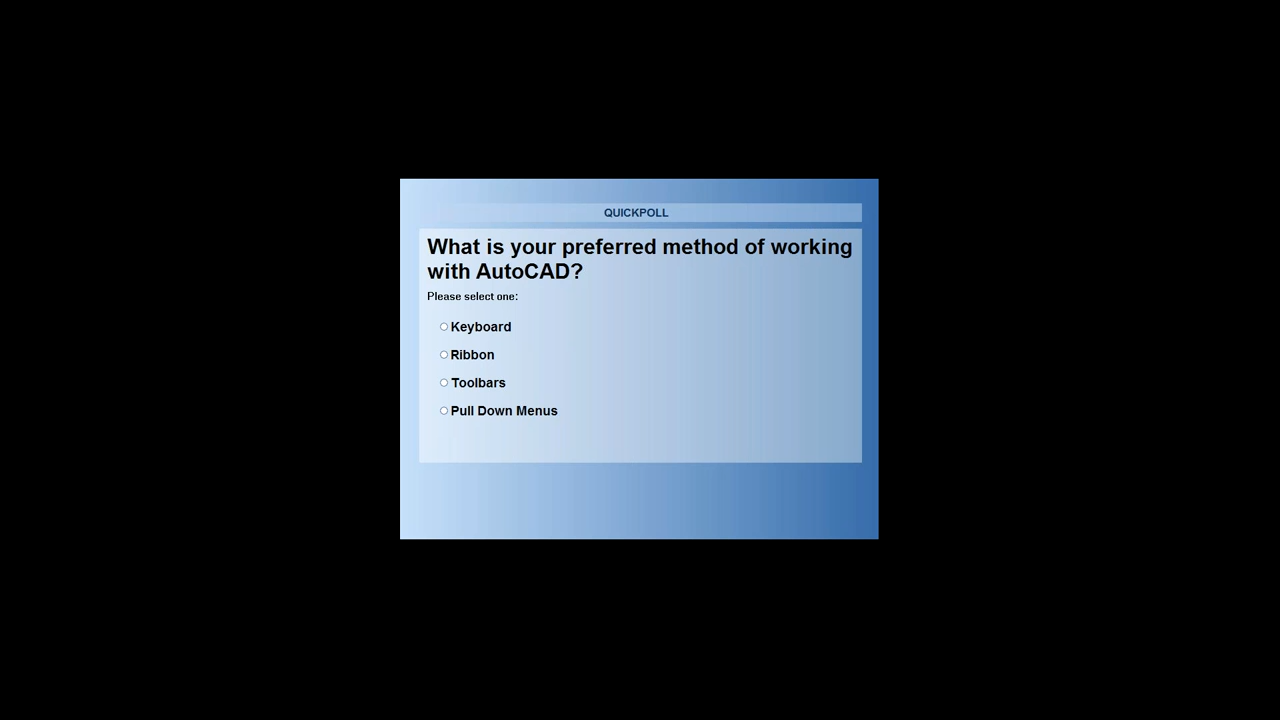 QUICKPOLL
What is your preferred method of working
with AutoCAD?
Please select one:
Keyboard
Ribbon
Toolbars
Pull Down Menus